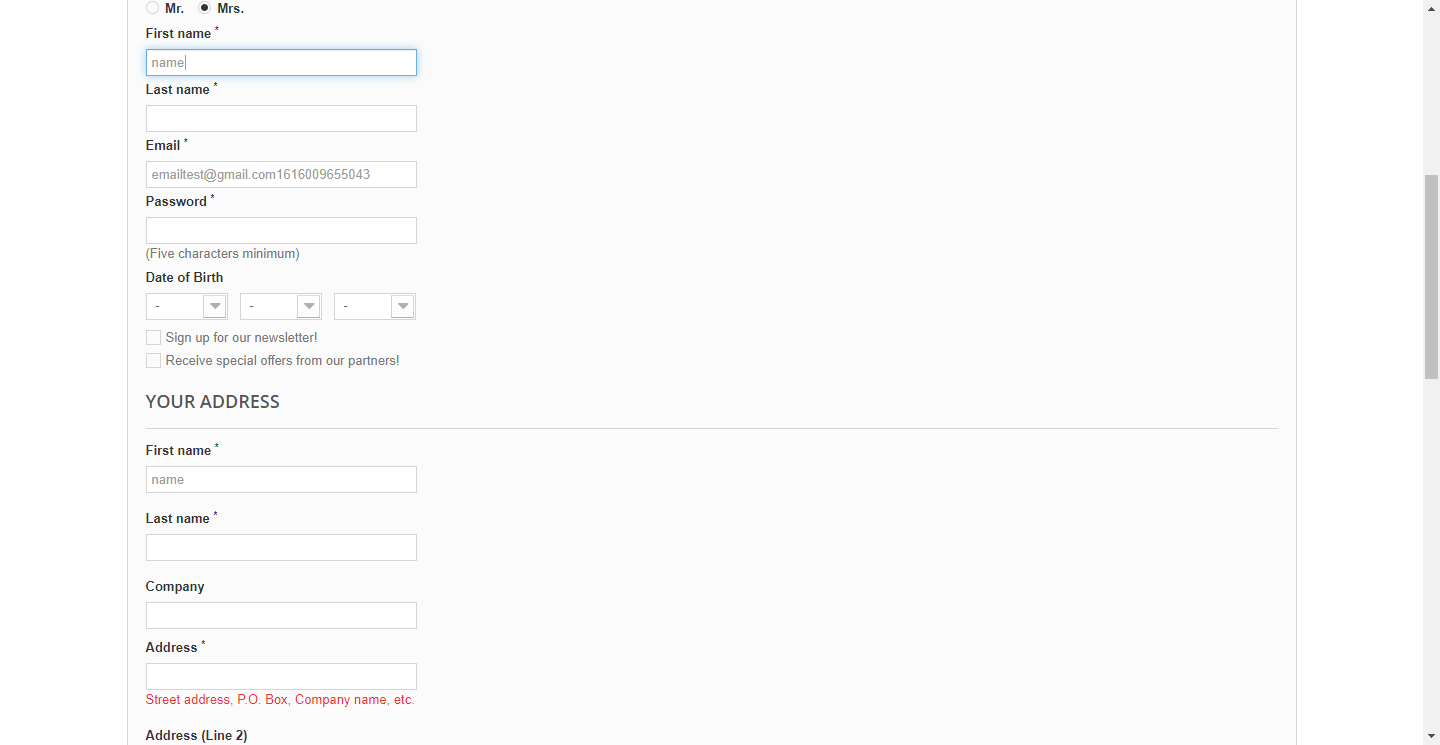 Mr. Mrs.
First name *
name
Last name *
Email *
emailtest@gmail.com1616009655043
Password *
(Five characters minimum)
Date of Birth
- - -
Sign up for our newsletter!
Receive special offers from our partners!
YOUR ADDRESS
First name *
name
Last name *
Company
Address *
Street address, P.O. Box, Company name, etc.
Address (Line 2)